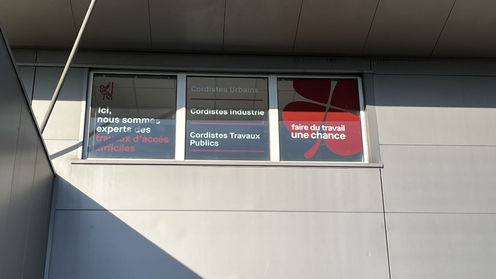 Ici,
nous sommes
experts des
travaux d'accès
difficiles
Cordistes Urbains
Cordistes Industrie
Cordistes Travaux
Publics
faire du travail
une chance